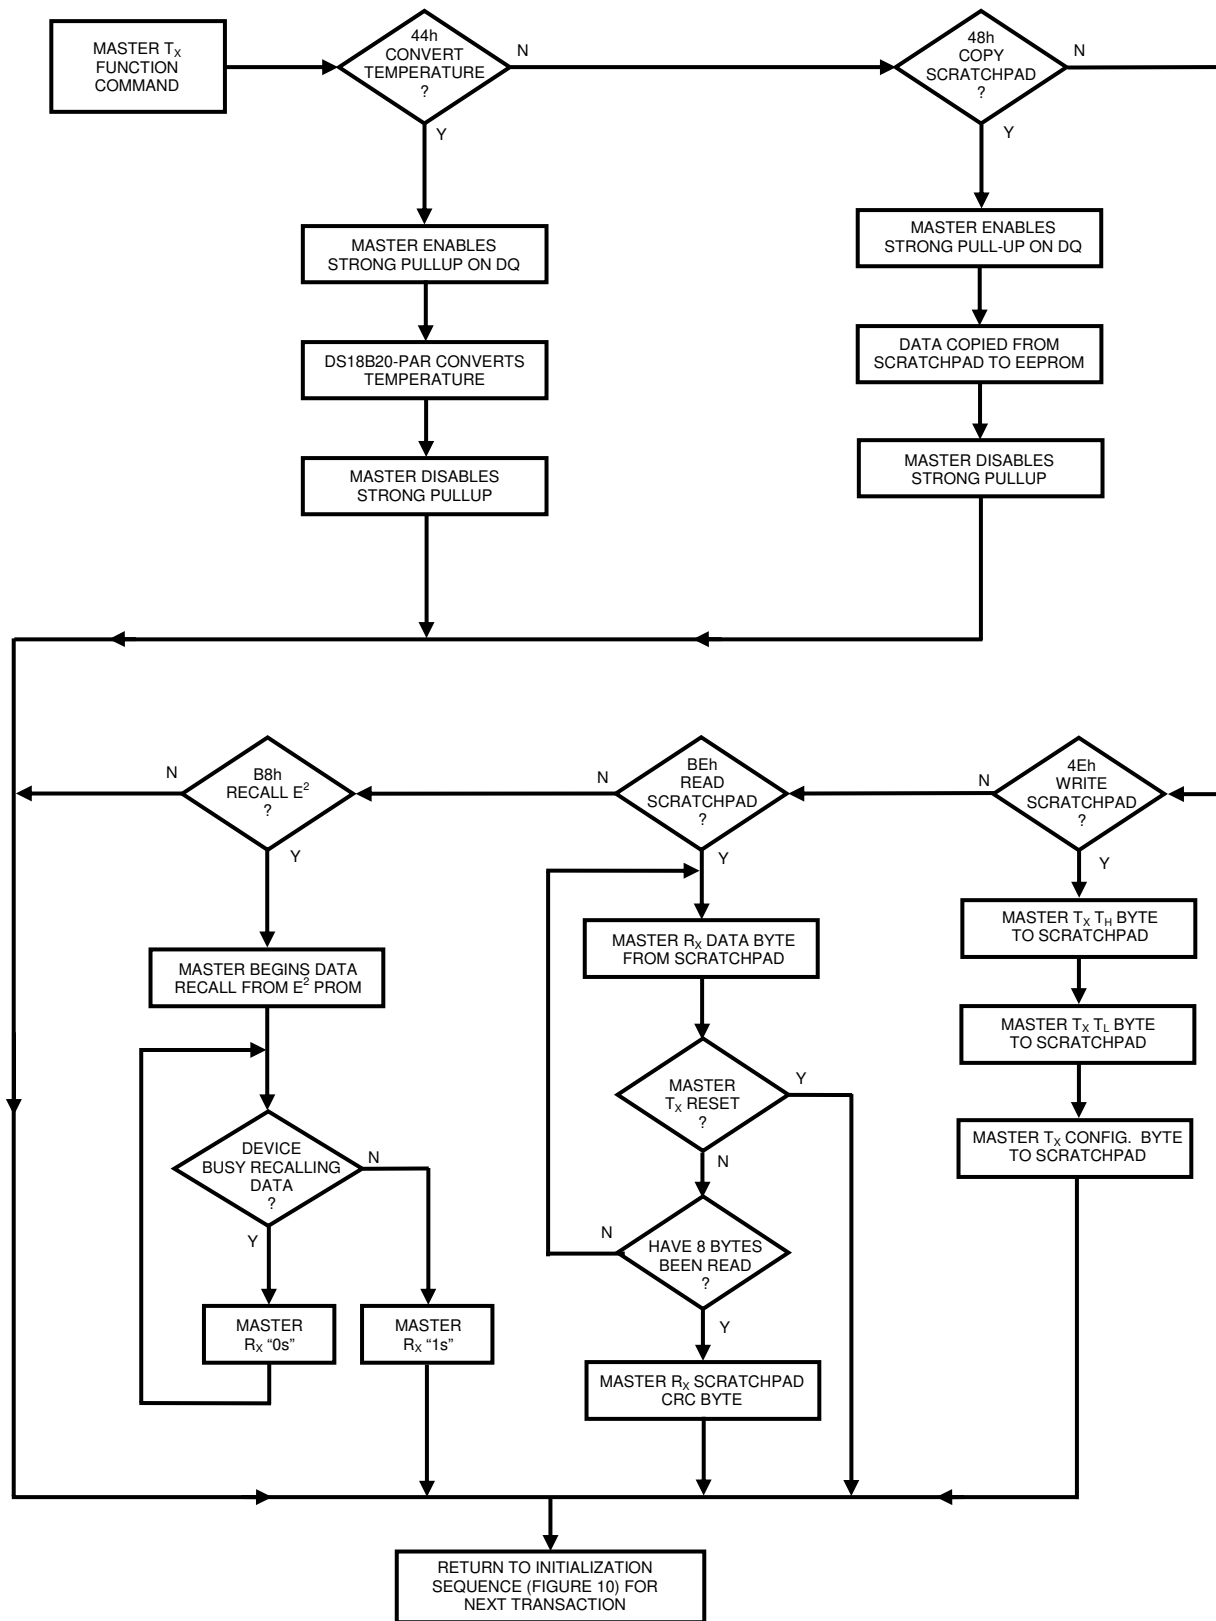 MASTER Tₓ
FUNCTION
COMMAND
44h
CONVERT
TEMPERATURE
?
N
Y
48h
COPY
SCRATCHPAD
?
N
Y
MASTER ENABLES
STRONG PULLUP ON DQ
DS18B20-PAR CONVERTS
TEMPERATURE
MASTER DISABLES
STRONG PULLUP
MASTER ENABLES
STRONG PULL-UP ON DQ
DATA COPIED FROM
SCRATCHPAD TO EEPROM
MASTER DISABLES
STRONG PULLUP
B8h
RECALL E²
?
N
Y
BEh
READ
SCRATCHPAD
?
N
Y
4Eh
WRITE
SCRATCHPAD
?
N
Y
MASTER BEGINS DATA
RECALL FROM E² PROM
DEVICE
BUSY RECALLING
DATA
?
N
Y
MASTER
Rₓ “0s”
MASTER
Rₓ “1s”
MASTER Rₓ DATA BYTE
FROM SCRATCHPAD
MASTER
Tₓ RESET
?
Y
N
HAVE 8 BYTES
BEEN READ
?
N
Y
MASTER Rₓ SCRATCHPAD
CRC BYTE
MASTER Tₓ T_H BYTE
TO SCRATCHPAD
MASTER Tₓ T_L BYTE
TO SCRATCHPAD
MASTER Tₓ CONFIG. BYTE
TO SCRATCHPAD
RETURN TO INITIALIZATION
SEQUENCE (FIGURE 10) FOR
NEXT TRANSACTION